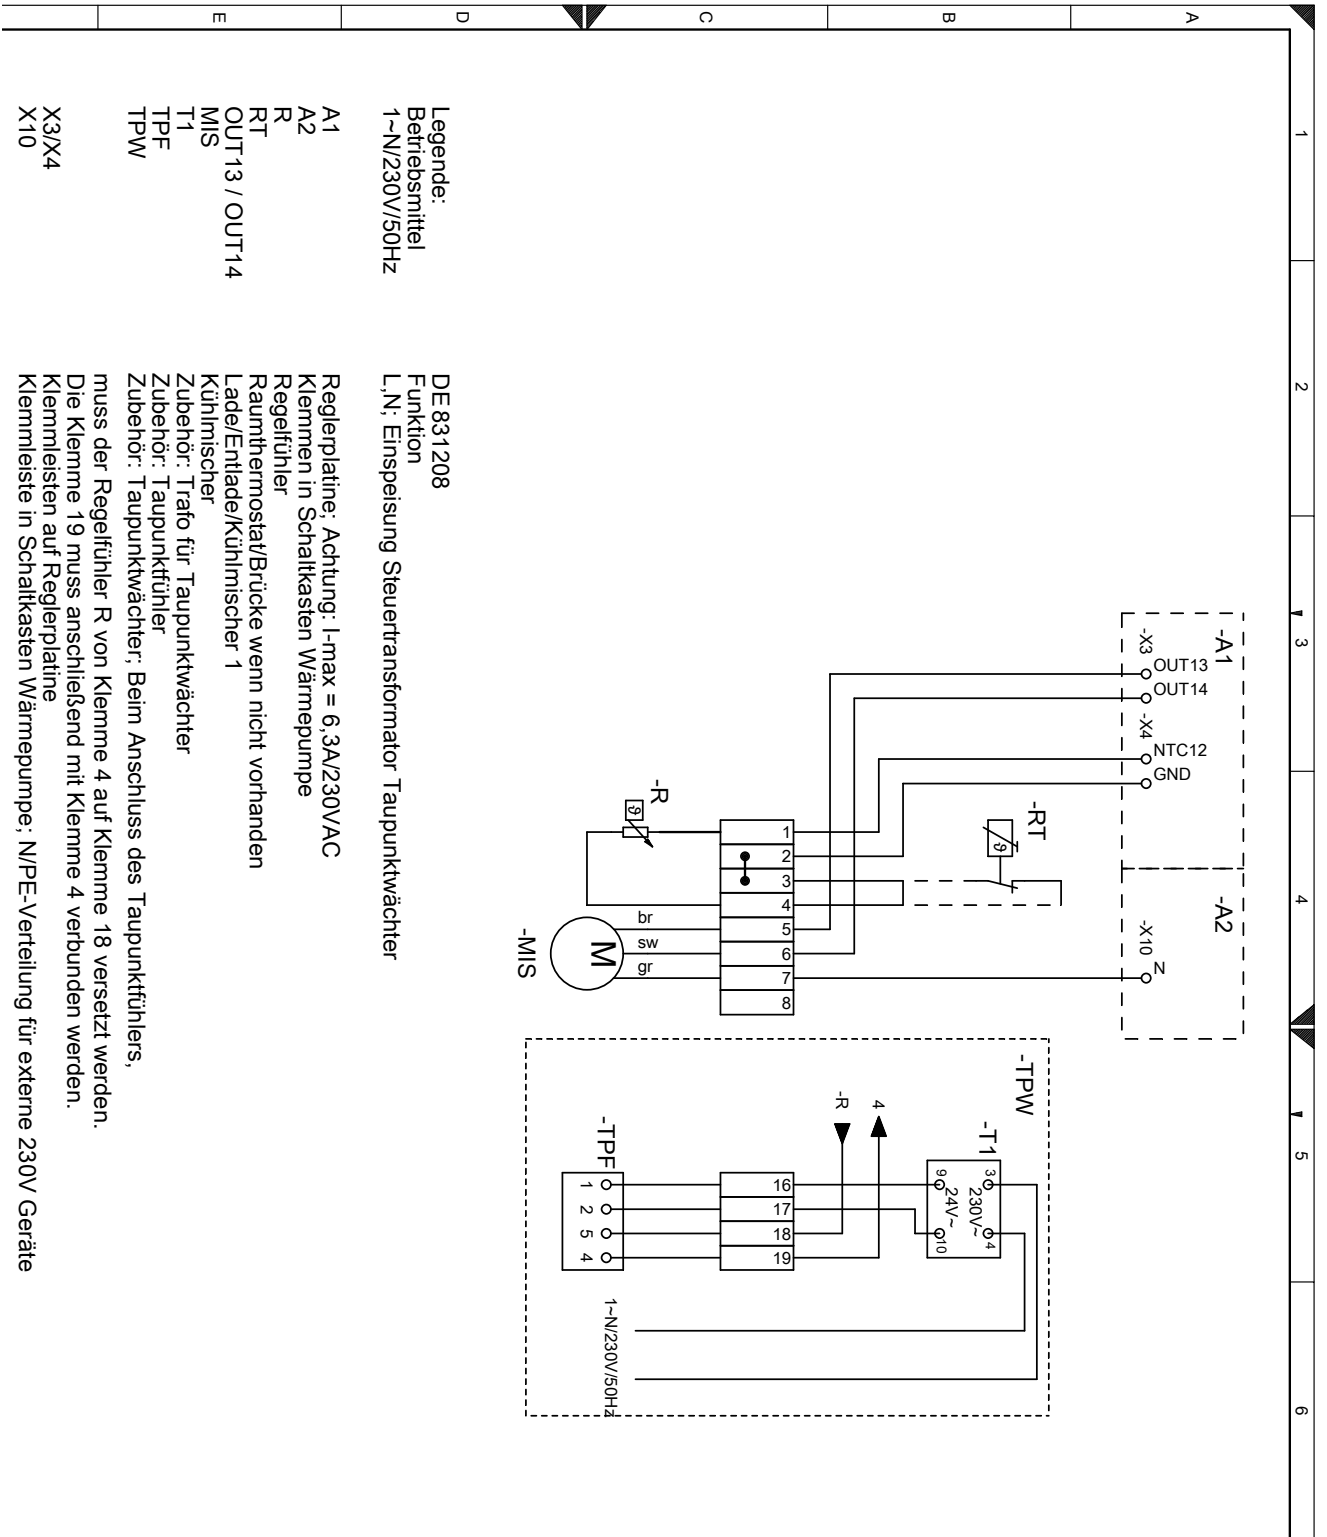 1
2
3
4
5
6
A
B
C
D
E
-A1
-X3
OUT13
OUT14
-X4
NTC12
GND
-A2
-X10
N
-RT
ϑ
-R
ϑ
1
2
3
4
5
6
7
8
br
sw
gr
M
-MIS
-TPW
-T1
3
4
230V~
24V~
9
10
4
-R
16
17
18
19
-TPF
1
2
5
4
1~N/230V/50Hz
Legende: DE 831208
Betriebsmittel Funktion
1~N/230V/50Hz L,N; Einspeisung Steuertransformator Taupunktwächter
A1 Reglerplatine; Achtung: I-max = 6,3A/230VAC
A2 Klemmen in Schaltkasten Wärmepumpe
R Regelfühler
RT Raumthermostat/Brücke wenn nicht vorhanden
OUT13 / OUT14 Lade/Entlade/Kühlmischer 1
MIS Kühlmischer
T1 Zubehör: Trafo für Taupunktwächter
TPF Zubehör: Taupunktfühler
TPW Zubehör: Taupunktwächter; Beim Anschluss des Taupunktfühlers,
muss der Regelfühler R von Klemme 4 auf Klemme 18 versetzt werden.
Die Klemme 19 muss anschließend mit Klemme 4 verbunden werden.
X3/X4 Klemmleisten auf Reglerplatine
X10 Klemmleiste in Schaltkasten Wärmepumpe; N/PE-Verteilung für externe 230V Geräte